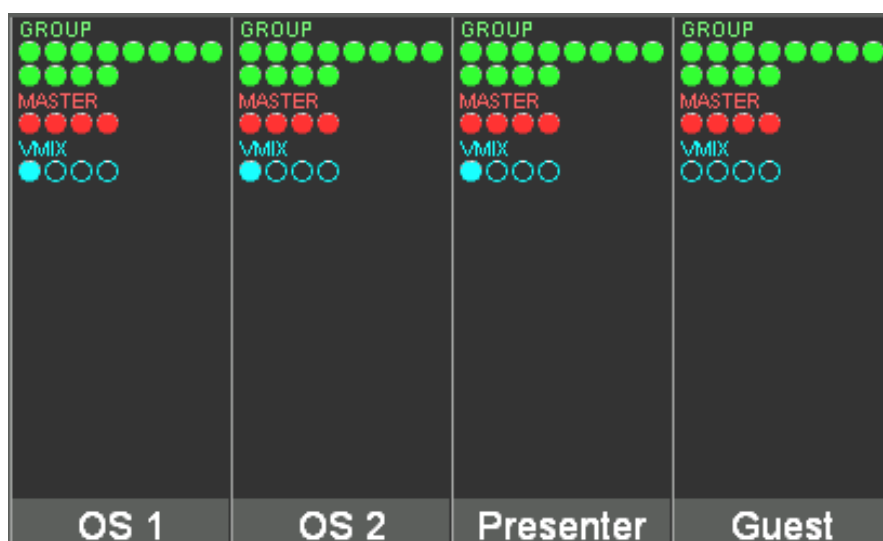 GROUP
MASTER
VMIX
OS 1
GROUP
MASTER
VMIX
OS 2
GROUP
MASTER
VMIX
Presenter
GROUP
MASTER
VMIX
Guest